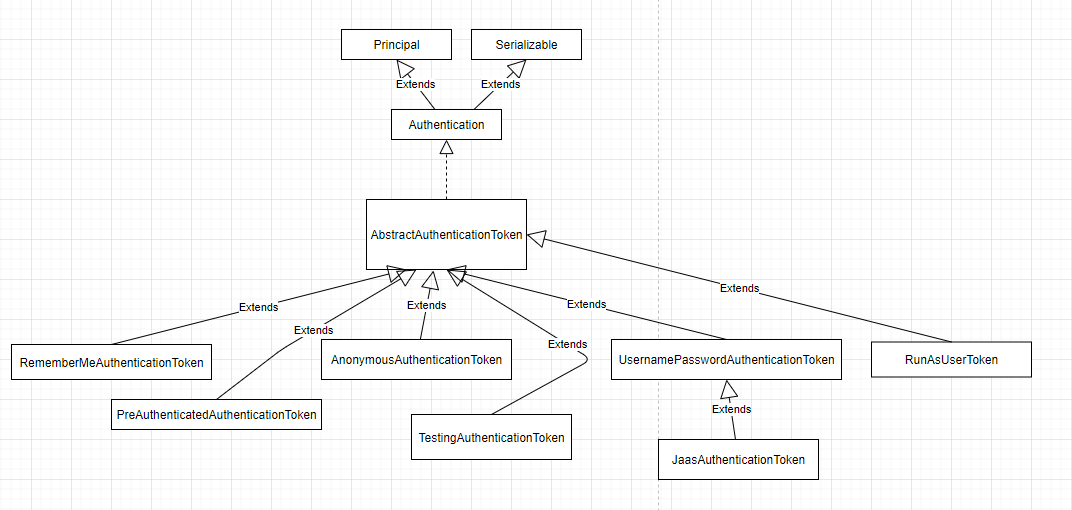 Principal
Serializable
Extends
Extends
Authentication
AbstractAuthenticationToken
Extends
Extends
Extends
Extends
Extends
Extends
RememberMeAuthenticationToken
AnonymousAuthenticationToken
UsernamePasswordAuthenticationToken
RunAsUserToken
PreAuthenticatedAuthenticationToken
Extends
TestingAuthenticationToken
JaasAuthenticationToken